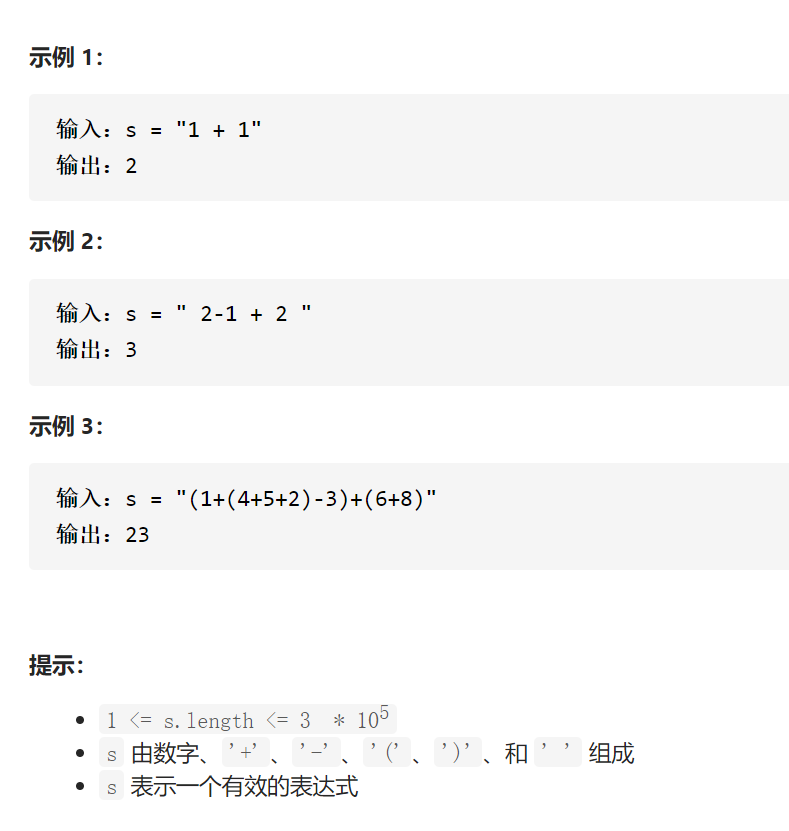 示例 1：
输入：s = "1 + 1"
输出：2
示例 2：
输入：s = " 2-1 + 2 "
输出：3
示例 3：
输入：s = "(1+(4+5+2)-3)+(6+8)"
输出：23
提示：
• 1 <= s.length <= 3 * 10⁵
• s 由数字、'+'、'-'、'('、')'、和 ' ' 组成
• s 表示一个有效的表达式